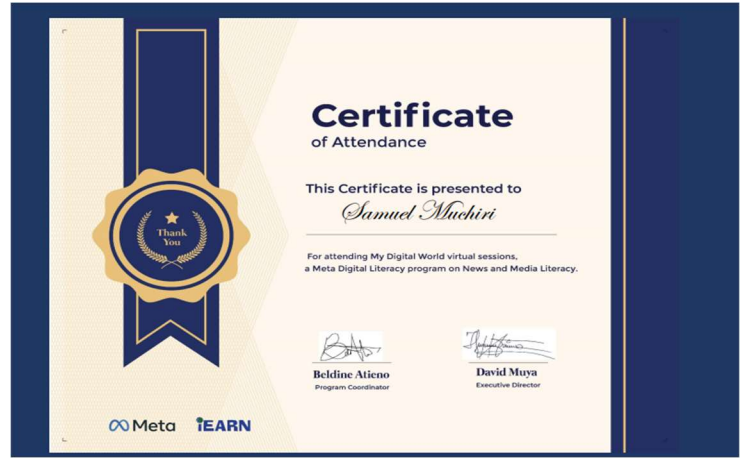 Certificate
of Attendance
This Certificate is presented to
Samuel Muchiri
Thank
You
For attending My Digital World virtual sessions,
a Meta Digital Literacy program on News and Media Literacy.
Beldine Atieno
Program Coordinator
David Muya
Executive Director
Meta
iEARN